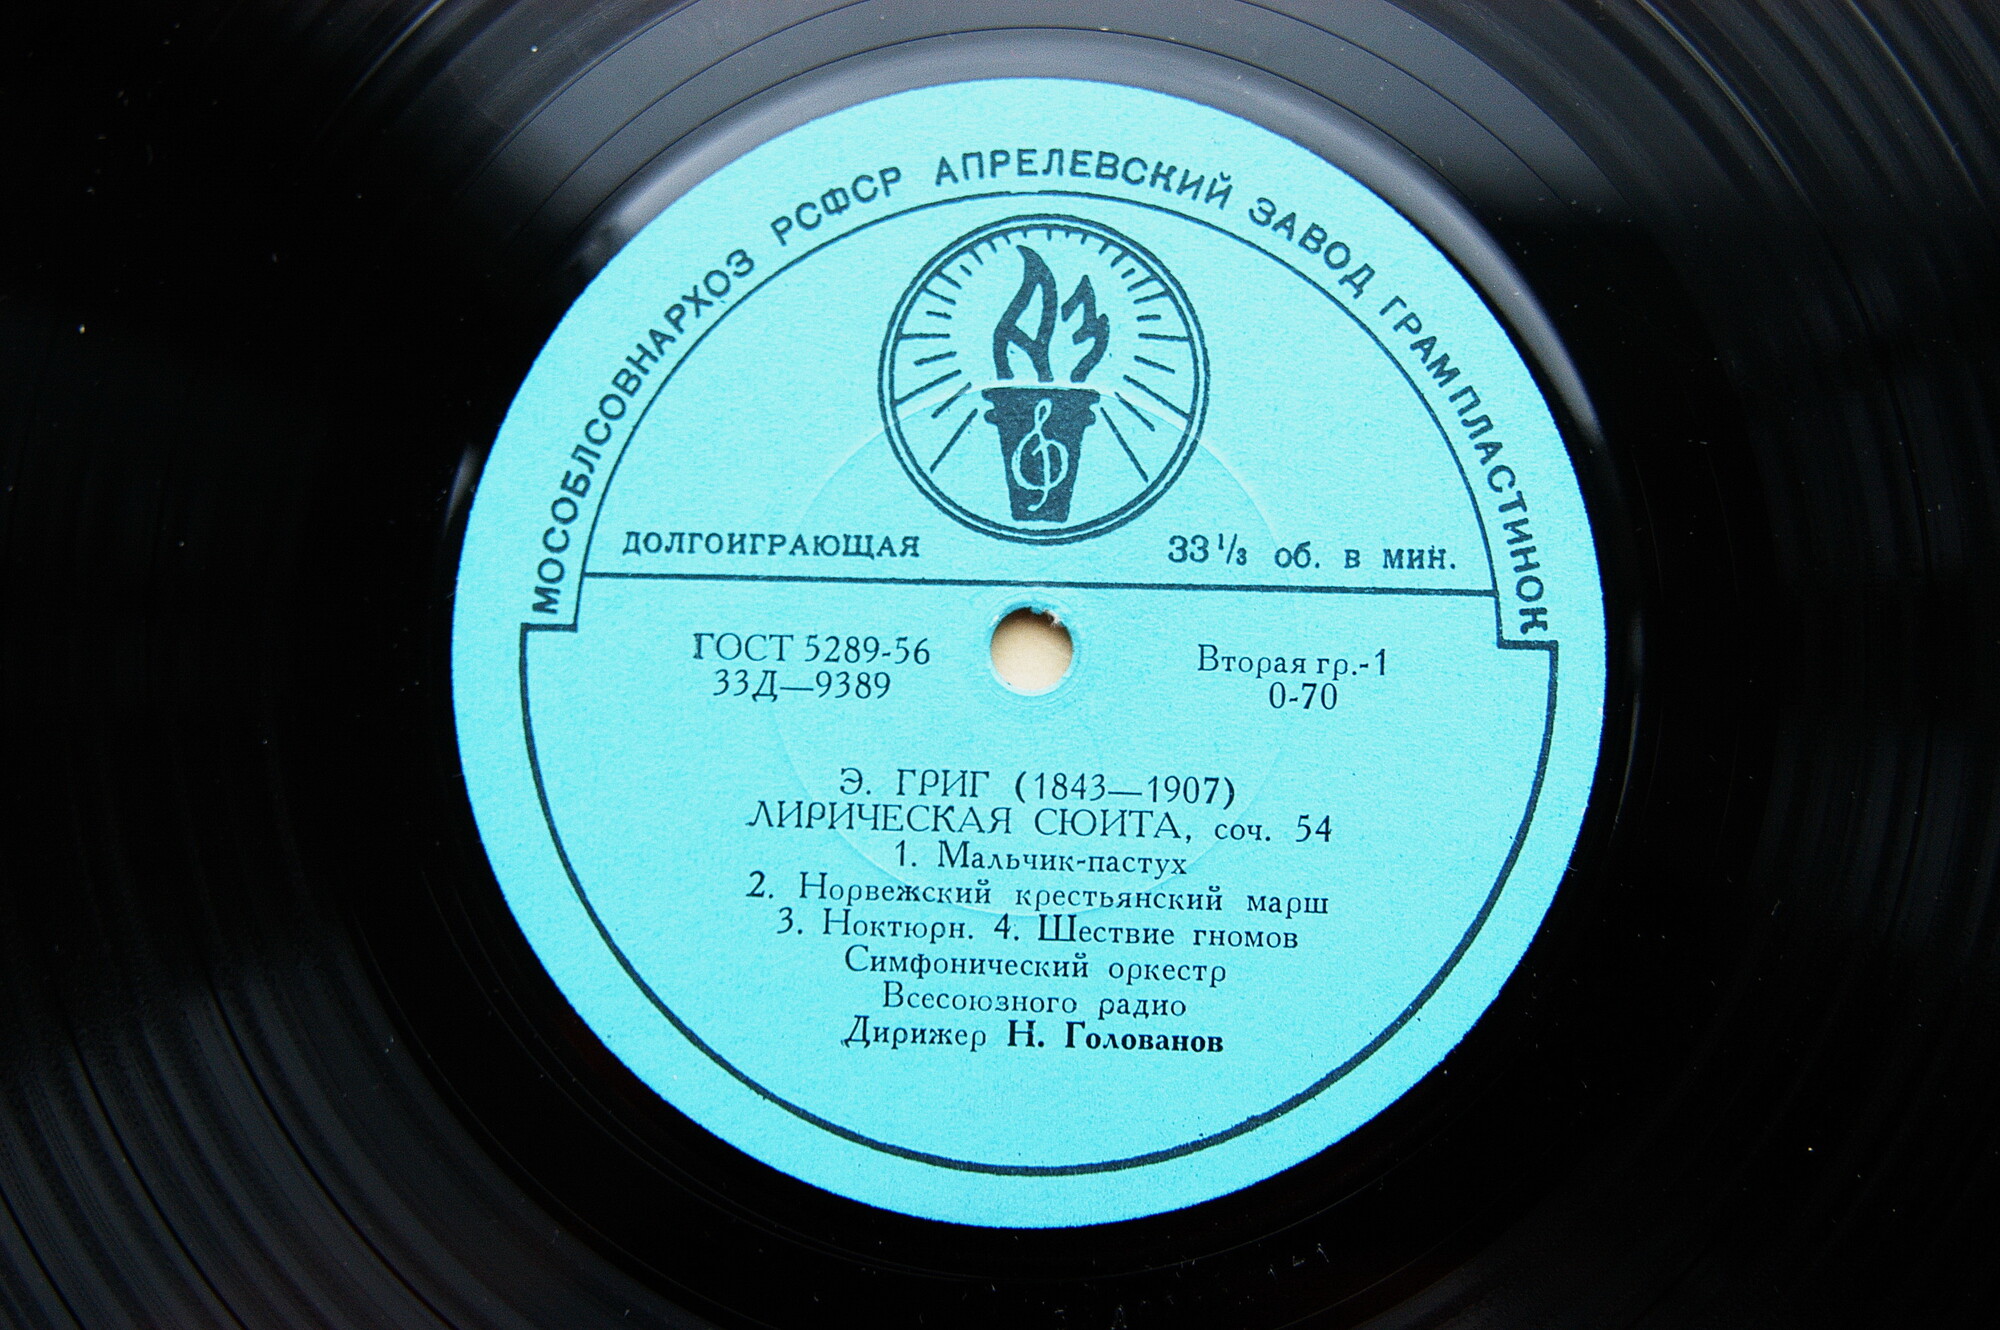 МОСОБЛСОВНАРХОЗ РСФСР АПРЕЛЕВСКИЙ ЗАВОД ГРАМПЛАСТИНОК
АЗ
ДОЛГОИГРАЮЩАЯ
33 1/3 об. в мин.
ГОСТ 5289-56
33Д—9389
Вторая гр.-1
0-70
Э. ГРИГ (1843—1907)
ЛИРИЧЕСКАЯ СЮИТА, соч. 54
1. Мальчик-пастух
2. Норвежский крестьянский марш
3. Ноктюрн. 4. Шествие гномов
Симфонический оркестр
Всесоюзного радио
Дирижер Н. Голованов